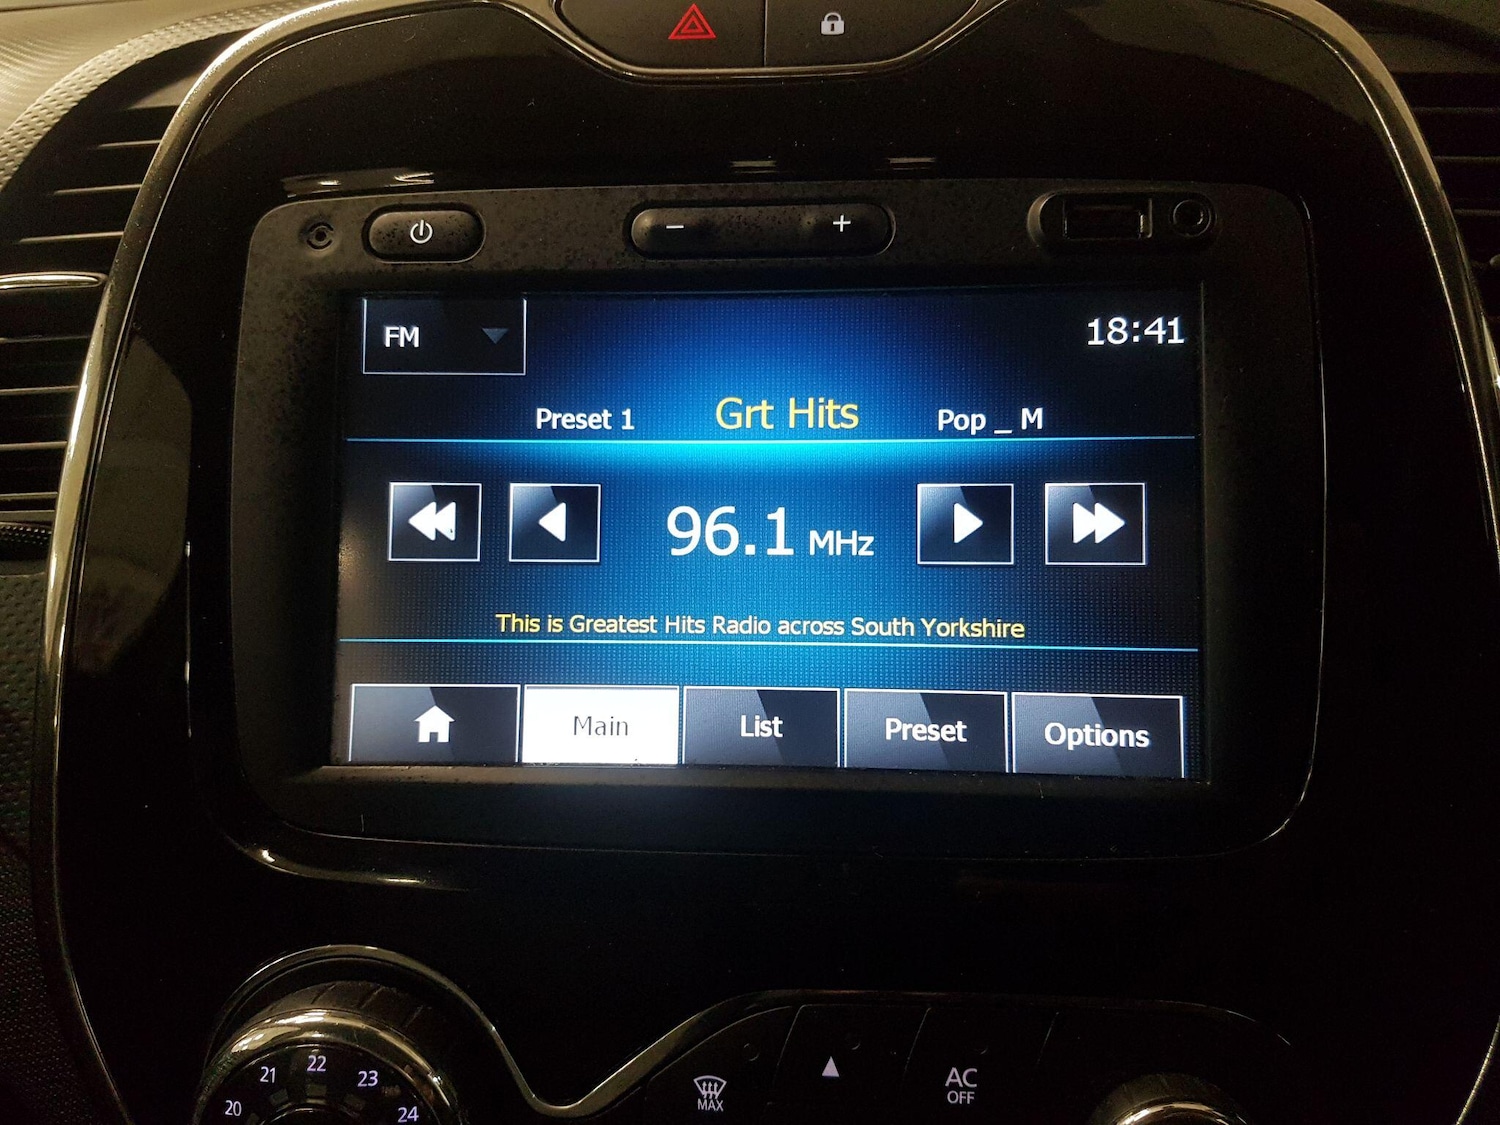 FM
18:41
Preset 1
Grt Hits
Pop _ M
96.1 MHz
This is Greatest Hits Radio across South Yorkshire
Main
List
Preset
Options
20
21
22
23
24
MAX
AC
OFF